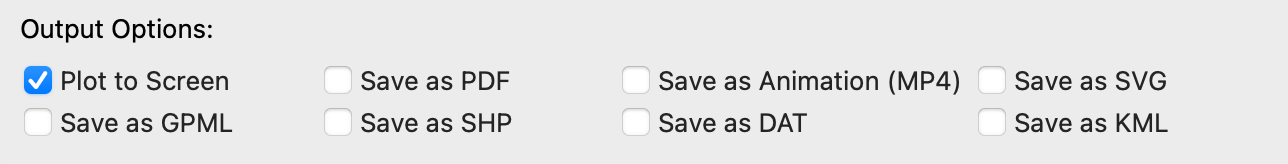 Output Options:
Plot to Screen Save as PDF Save as Animation (MP4) Save as SVG
Save as GPML Save as SHP Save as DAT Save as KML